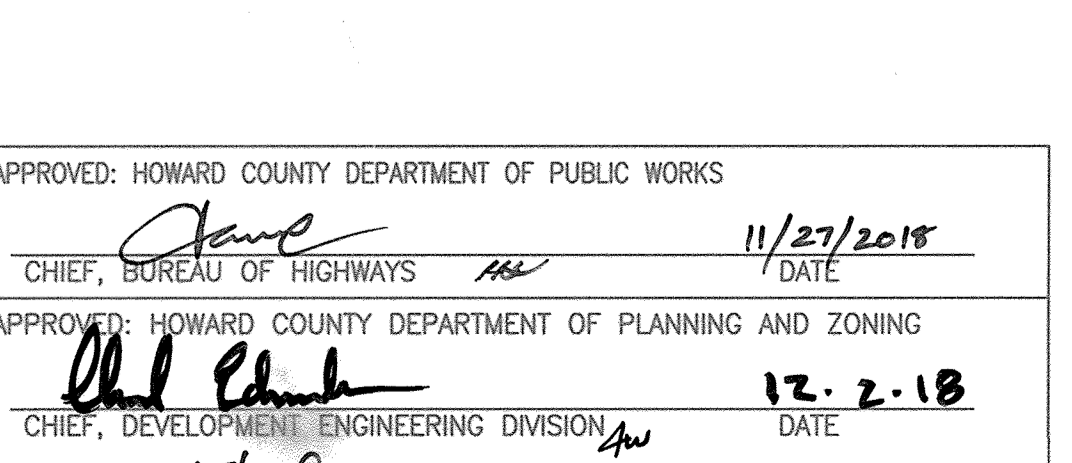 APPROVED: HOWARD COUNTY DEPARTMENT OF PUBLIC WORKS
11/27/2018
CHIEF, BUREAU OF HIGHWAYS DATE
APPROVED: HOWARD COUNTY DEPARTMENT OF PLANNING AND ZONING
12.2.18
CHIEF, DEVELOPMENT ENGINEERING DIVISION DATE